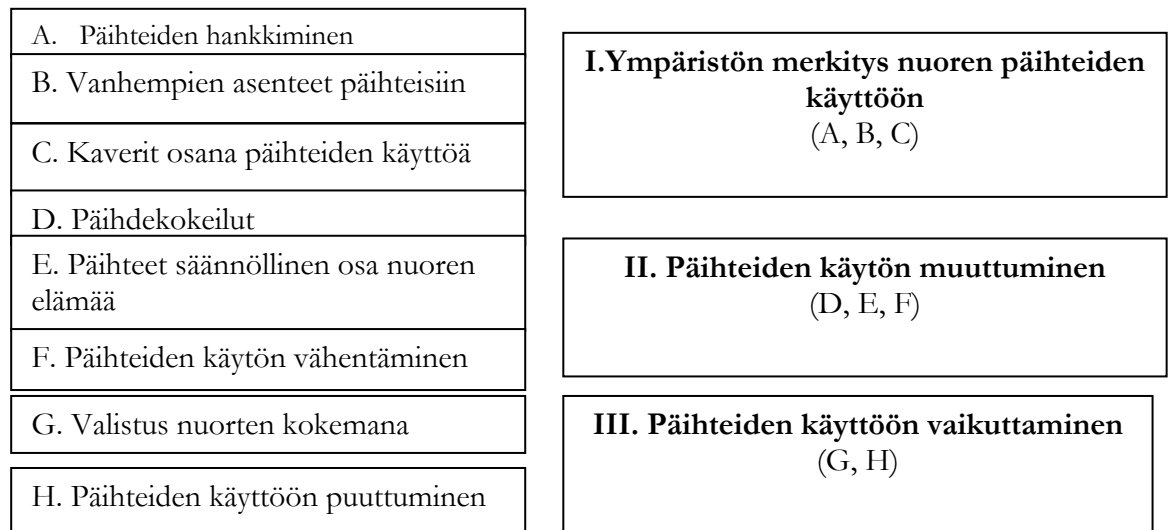 A. Päihteiden hankkiminen
B. Vanhempien asenteet päihteisiin
C. Kaverit osana päihteiden käyttöä
D. Päihdekokeilut
E. Päihteet säännöllinen osa nuoren
elämää
F. Päihteiden käytön vähentäminen
G. Valistus nuorten kokemana
H. Päihteiden käyttöön puuttuminen
I.Ympäristön merkitys nuoren päihteiden
käyttöön
(A, B, C)
II. Päihteiden käytön muuttuminen
(D, E, F)
III. Päihteiden käyttöön vaikuttaminen
(G, H)